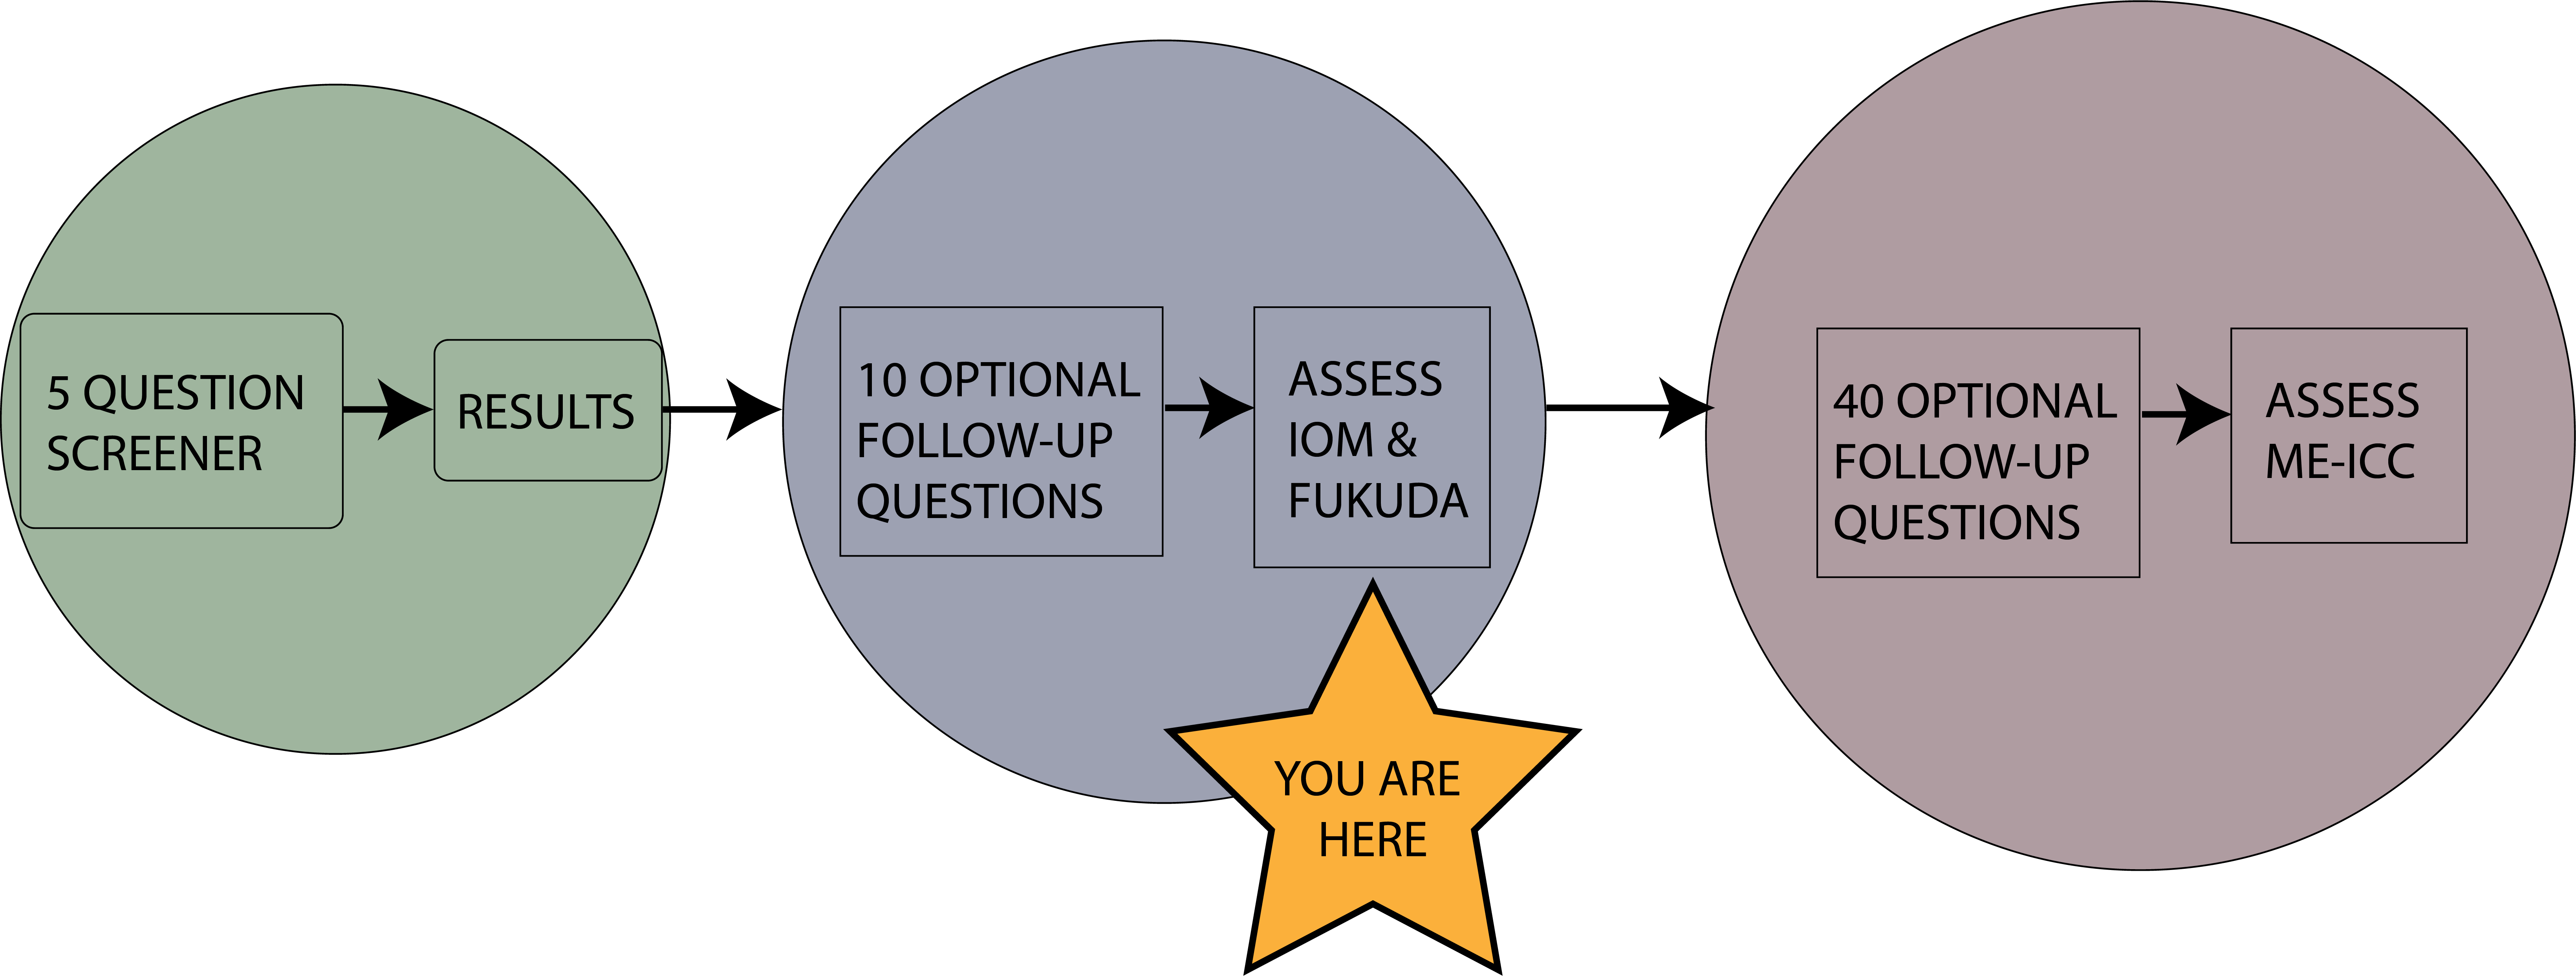 5 QUESTION
SCREENER
RESULTS
10 OPTIONAL
FOLLOW-UP
QUESTIONS
ASSESS
IOM &
FUKUDA
YOU ARE
HERE
40 OPTIONAL
FOLLOW-UP
QUESTIONS
ASSESS
ME-ICC